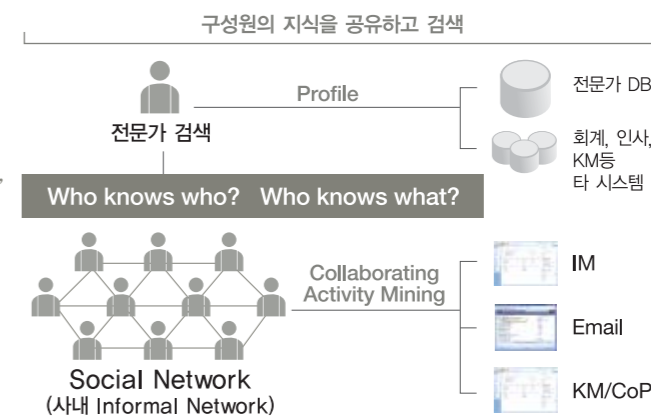 구성원의 지식을 공유하고 검색
Profile
전문가 검색
전문가 DB
회계, 인사,
KM등
타 시스템
,
Who knows who? Who knows what?
Collaborating
Activity Mining
IM
Email
KM/CoP
Social Network
(사내 Informal Network)